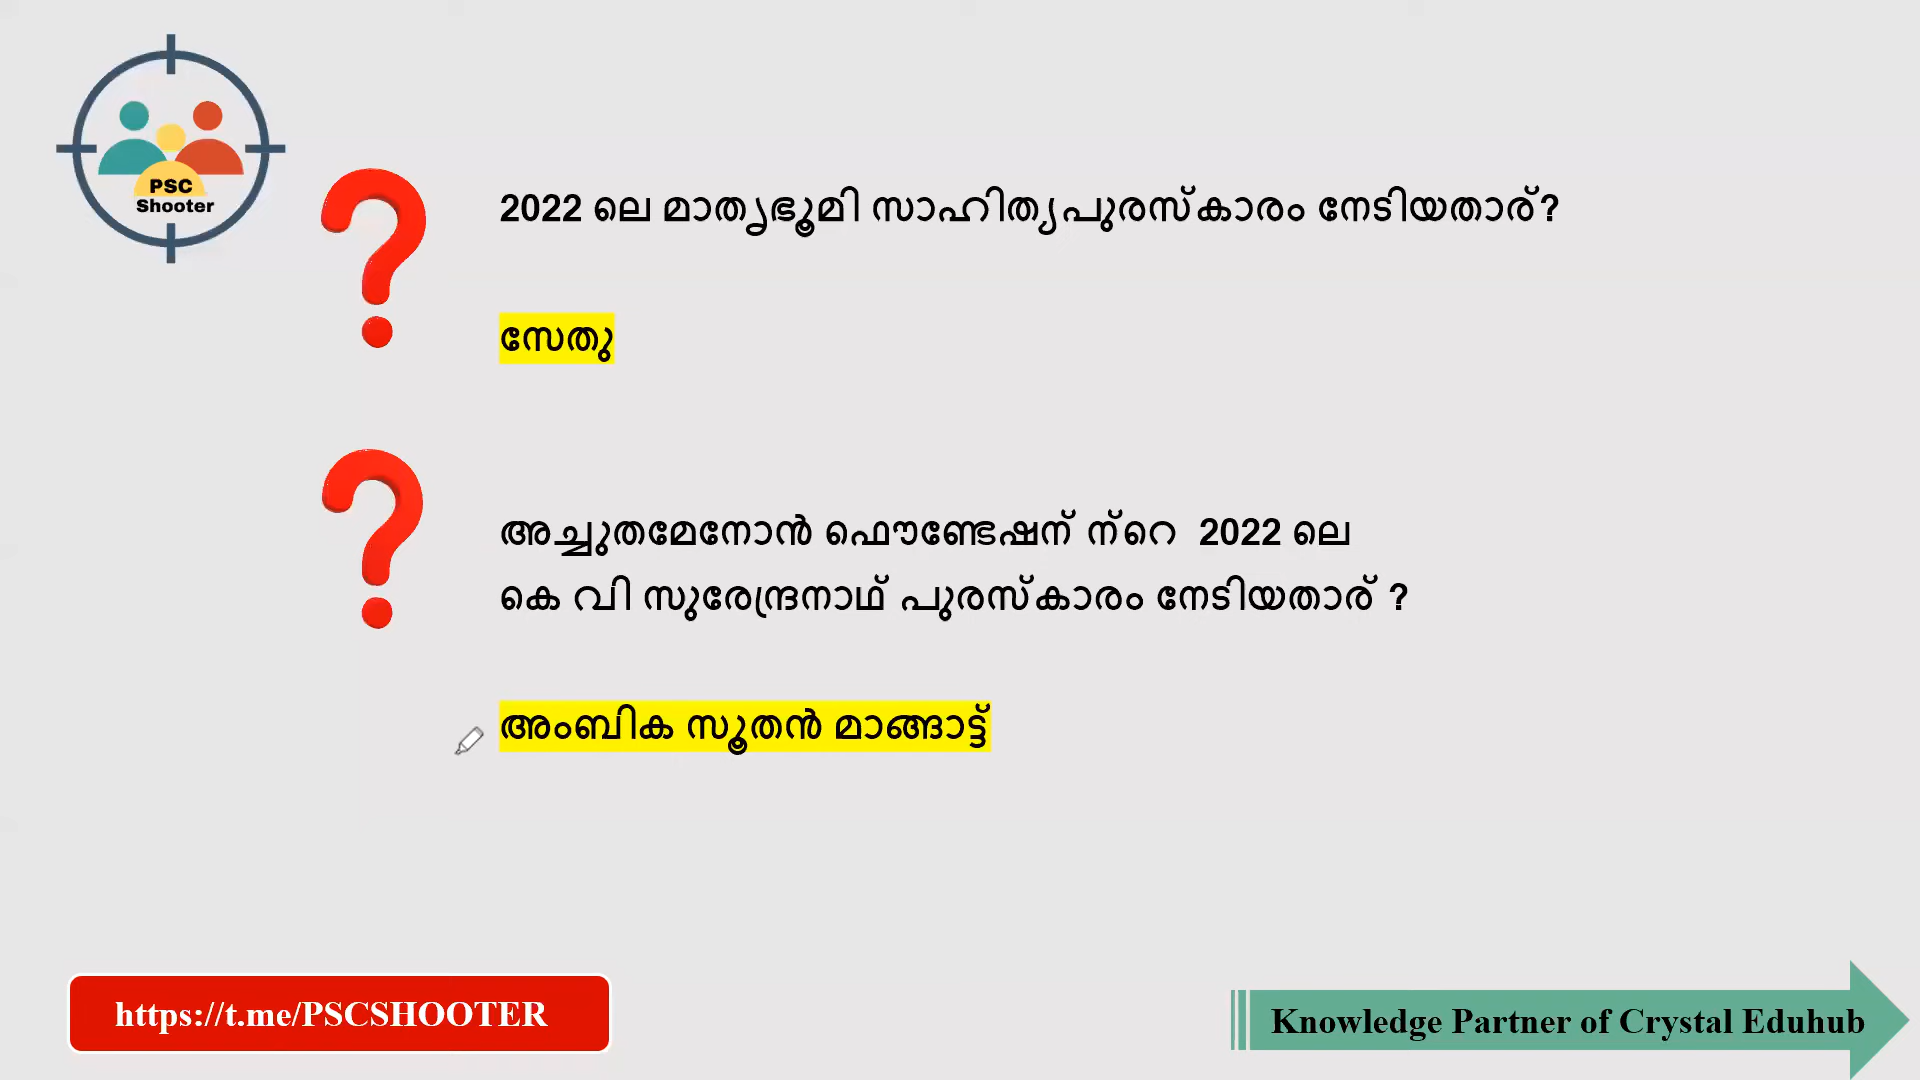 PSC
Shooter
2022 ലെ മാതൃഭൂമി സാഹിത്യപുരസ്കാരം നേടിയതാര്?
സേതു
അച്ചുതമേനോൻ ഫൌണ്ടേഷന് ന്റെ 2022 ലെ
കെ വി സുരേന്ദ്രനാഥ് പുരസ്കാരം നേടിയതാര് ?
അംബിക സൂതൻ മാങ്ങാട്ട്
https://t.me/PSCSHOOTER
Knowledge Partner of Crystal Eduhub